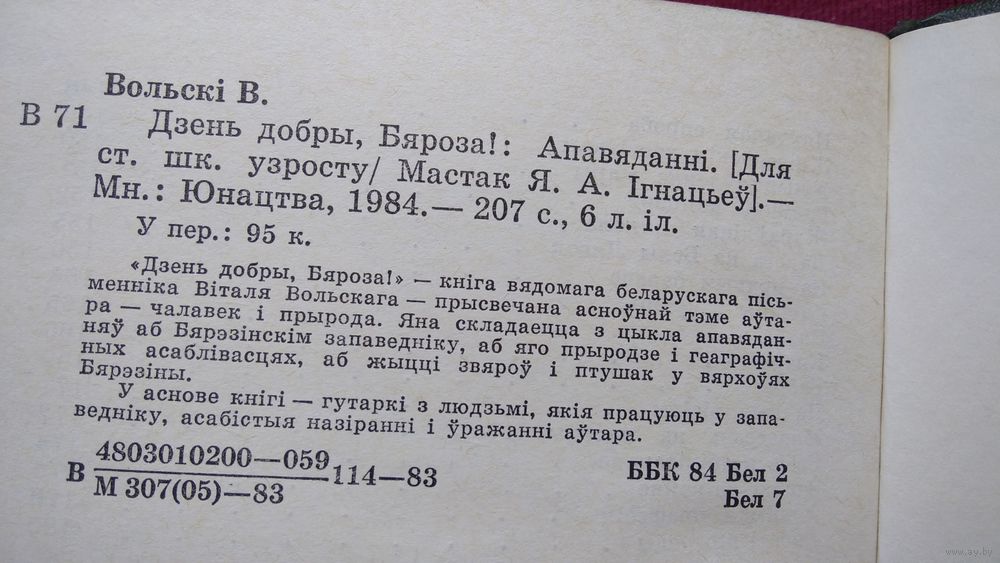 Вольскі В.
В 71 Дзень добры, Бяроза!: Апавяданні. [Для
ст. шк. узросту/ Мастак Я. А. Ігнацьеў].—
Мн.: Юнацтва, 1984.— 207 с., 6 л. іл.
У пер.: 95 к.
«Дзень добры, Бяроза!» — кніга вядомага беларускага пісь-
менніка Віталя Вольскага — прысвечана асноўнай тэме аўта-
ра — чалавек і прырода. Яна складаецца з цыкла апавядан-
няў аб Бярэзінскім запаведніку, аб яго прыродзе і геаграфіч-
ных асаблівасцях, аб жыцці звяроў і птушак у вярхоўях
Бярэзіны.
У аснове кнігі — гутаркі з людзьмі, якія працуюць у запа-
ведніку, асабістыя назіранні і ўражанні аўтара.
4803010200—059
В 114—83
М 307(05)—83
ББК 84 Бел 2
Бел 7
www.ay.by